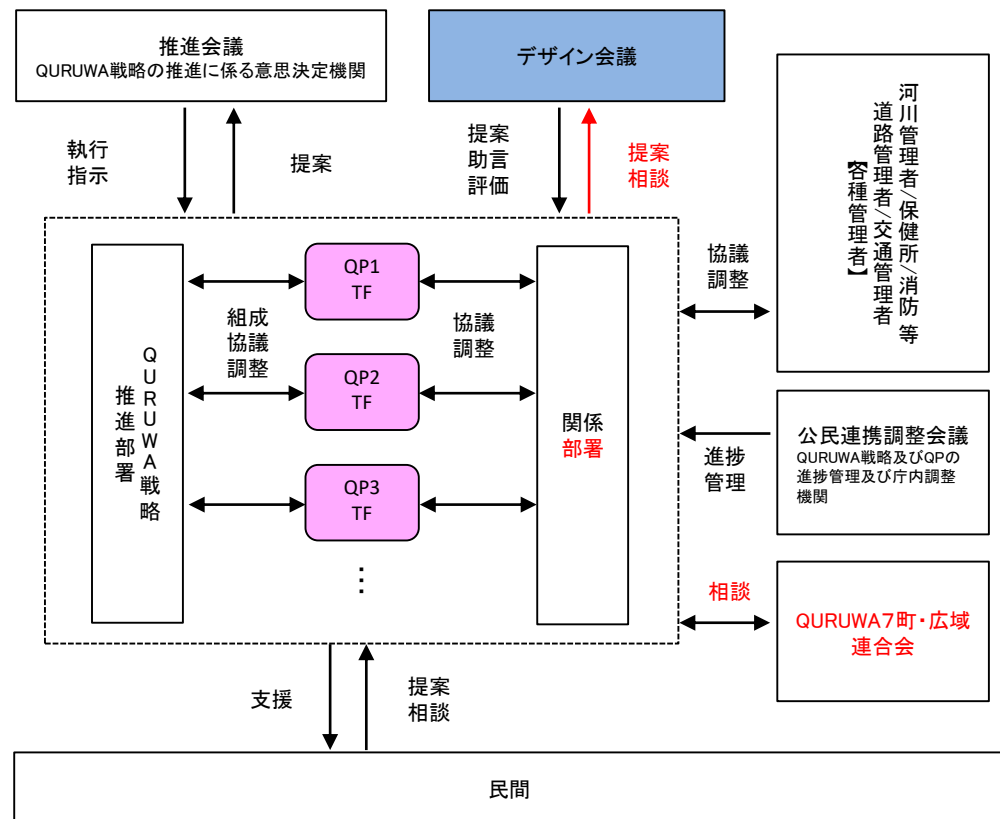 推進会議
QURUWA戦略の推進に係る意思決定機関
デザイン会議
執行
指示
提案
提案
助言
評価
提案
相談
河川管理者/保健所/消防 等
道路管理者/交通管理者
【各種管理者】
QURUWA戦略
推進部署
組成
協議
調整
QP1
TF
QP2
TF
QP3
TF
…
協議
調整
関係
部署
協議
調整
進捗
管理
公民連携調整会議
QURUWA戦略及びQPの
進捗管理及び庁内調整
機関
相談
QURUWA7町・広域
連合会
支援
提案
相談
民間